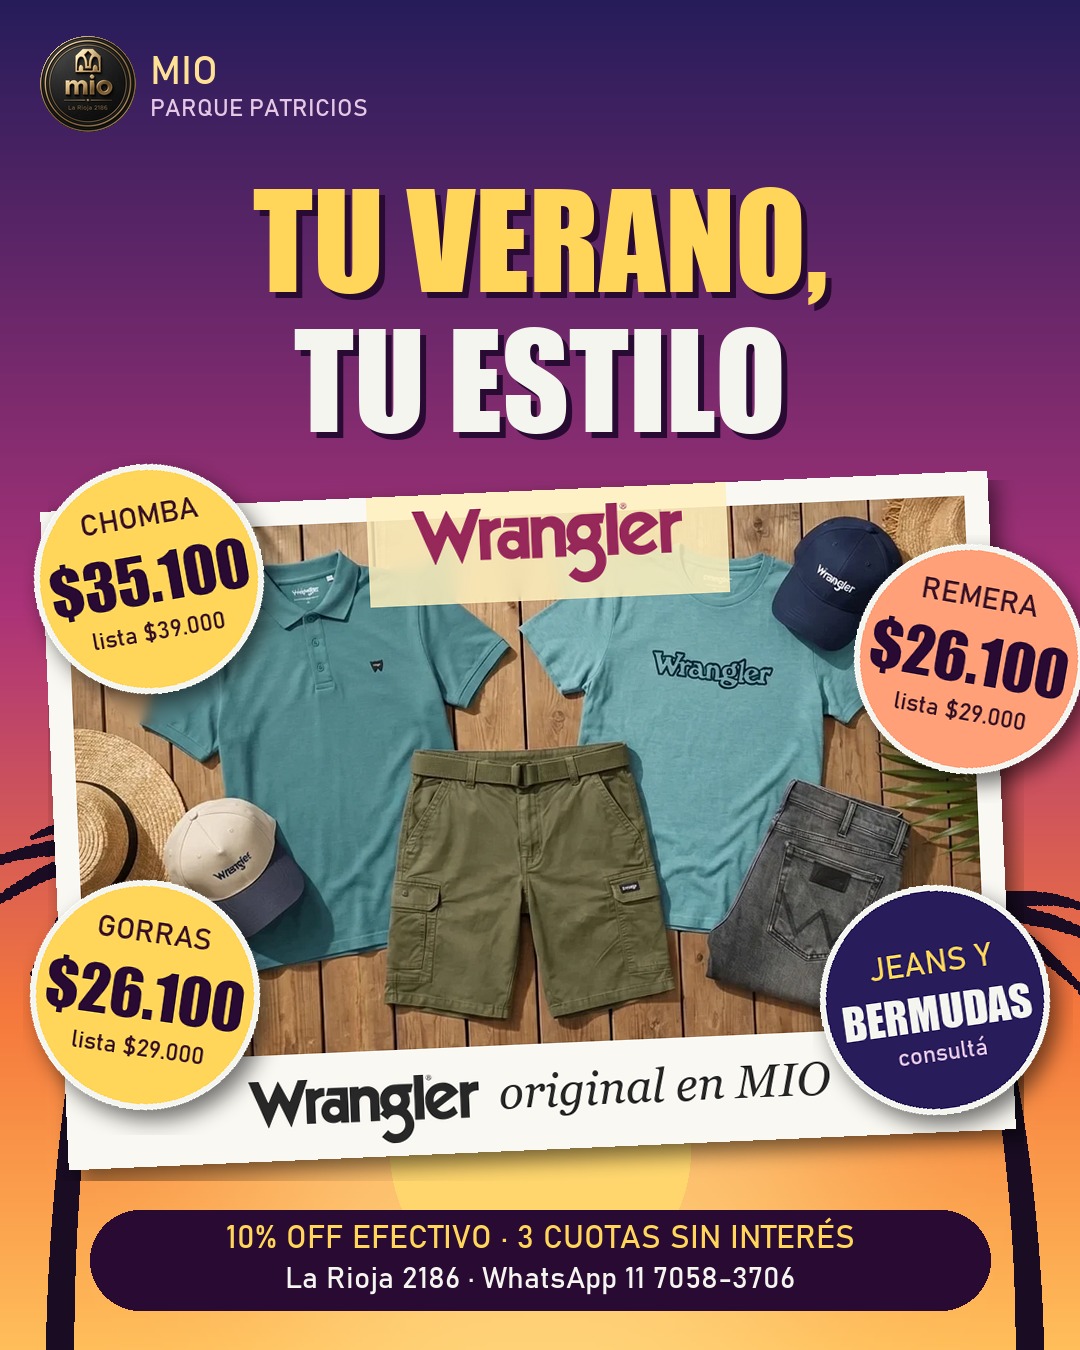 mio
La Rioja 2186
MIO
PARQUE PATRICIOS
TU VERANO,
TU ESTILO
CHOMBA
$35.100
lista $39.000
Wrangler®
Wrangler
Wrangler
REMERA
$26.100
lista $29.000
Wrangler
GORRAS
$26.100
lista $29.000
JEANS Y
BERMUDAS
consultá
Wrangler® original en MIO
10% OFF EFECTIVO · 3 CUOTAS SIN INTERÉS
La Rioja 2186 · WhatsApp 11 7058-3706